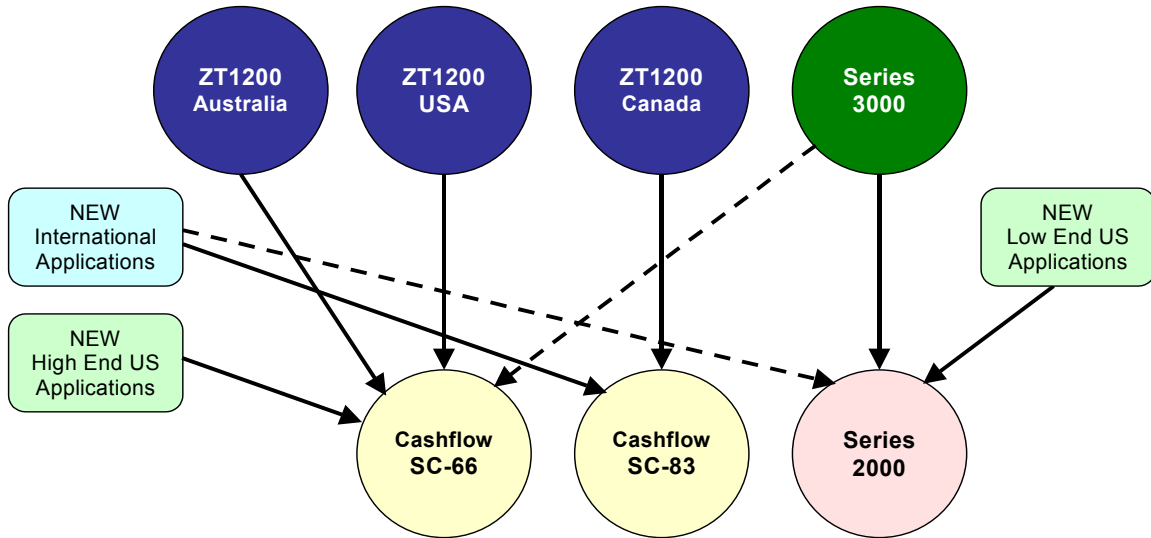 ZT1200
Australia
ZT1200
USA
ZT1200
Canada
Series
3000
NEW
International
Applications
NEW
Low End US
Applications
NEW
High End US
Applications
Cashflow
SC-66
Cashflow
SC-83
Series
2000